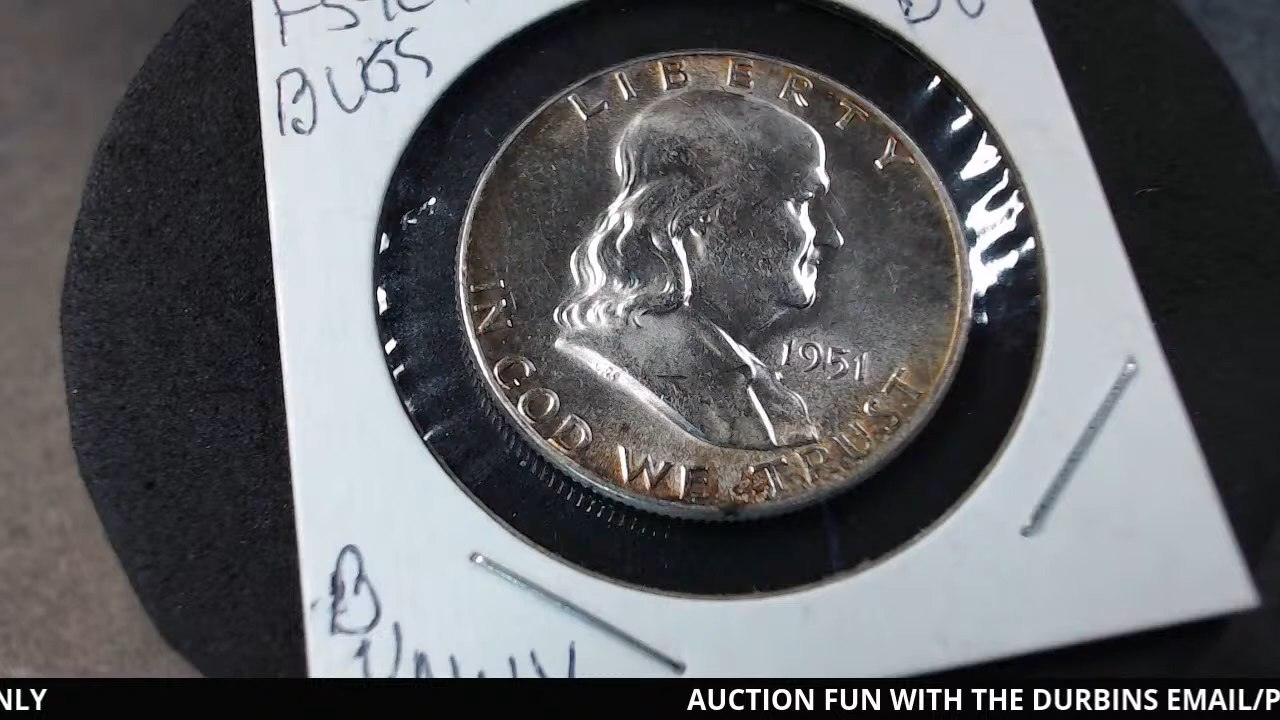 BUGS
LIBERTY
IN GOD WE TRUST
1951
B
NLY AUCTION FUN WITH THE DURBINS EMAIL/P